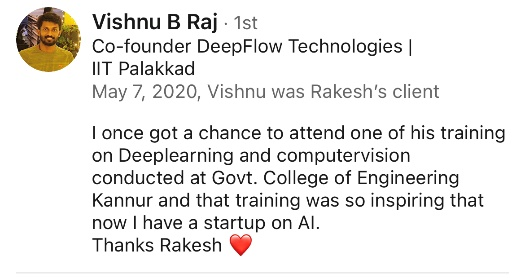 Vishnu B Raj · 1st
Co-founder DeepFlow Technologies |
IIT Palakkad
May 7, 2020, Vishnu was Rakesh's client
I once got a chance to attend one of his training
on Deeplearning and computervision
conducted at Govt. College of Engineering
Kannur and that training was so inspiring that
now I have a startup on AI.
Thanks Rakesh ❤️